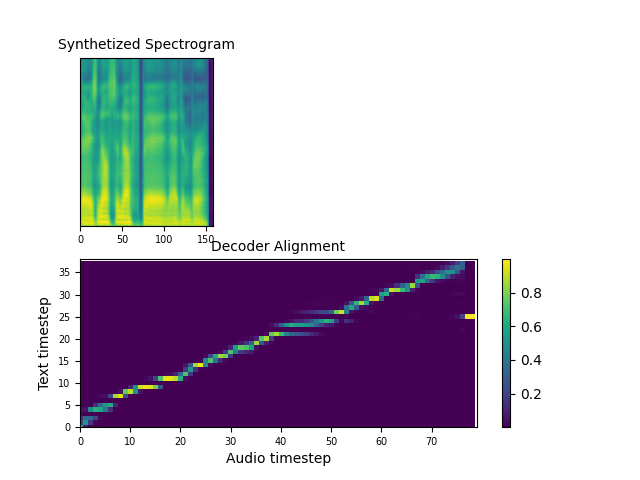 Synthetized Spectrogram
0 50 100 150
Decoder Alignment
Text timestep
35
30
25
20
15
10
5
0
0 10 20 30 40 50 60 70
Audio timestep
0.8
0.6
0.4
0.2